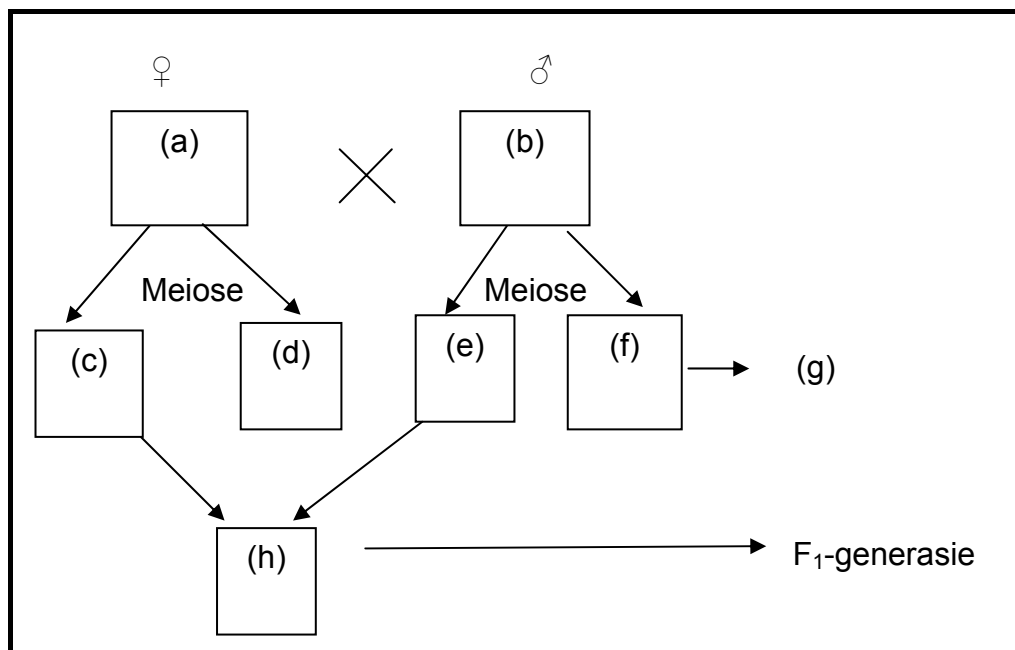 ♀ ♂
(a) (b)
Meiose Meiose
(c) (d) (e) (f) (g)
(h) F₁-generasie